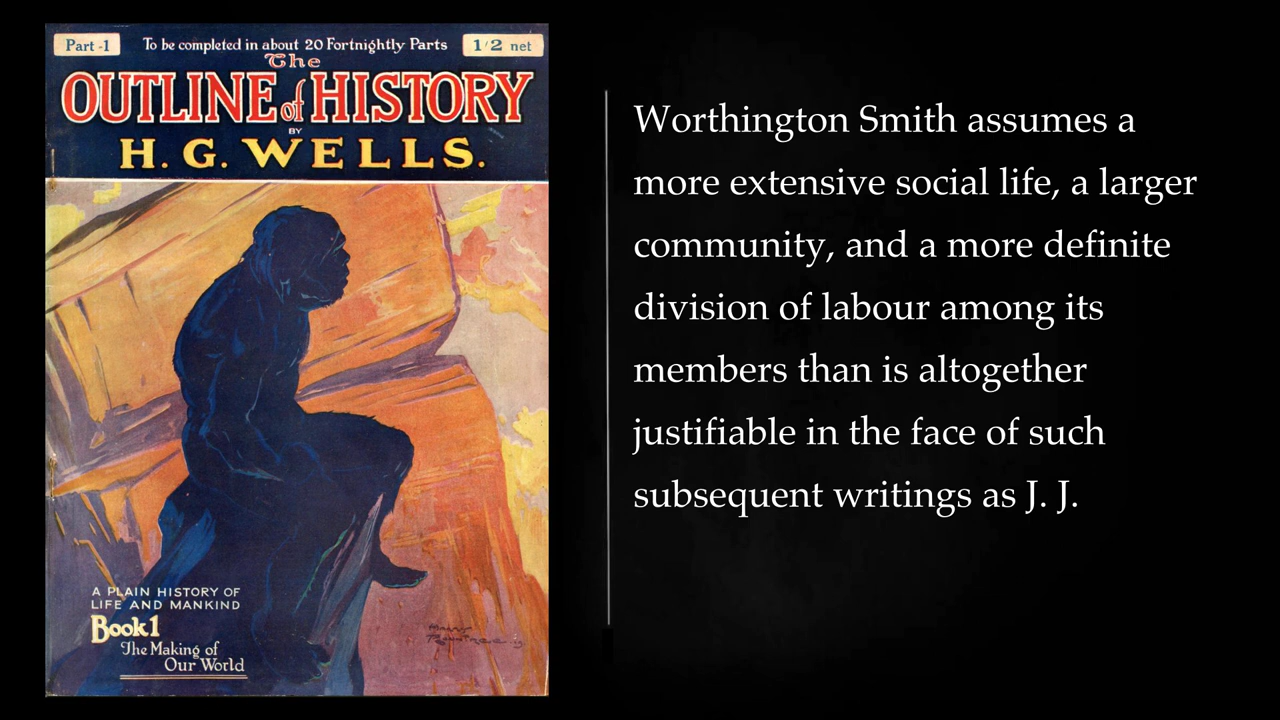 Part -1
To be completed in about 20 Fortnightly Parts
1/2 net
The
OUTLINE of HISTORY
BY
H. G. WELLS.
A PLAIN HISTORY OF
LIFE AND MANKIND
Book 1
The Making of
Our World
Worthington Smith assumes a
more extensive social life, a larger
community, and a more definite
division of labour among its
members than is altogether
justifiable in the face of such
subsequent writings as J. J.